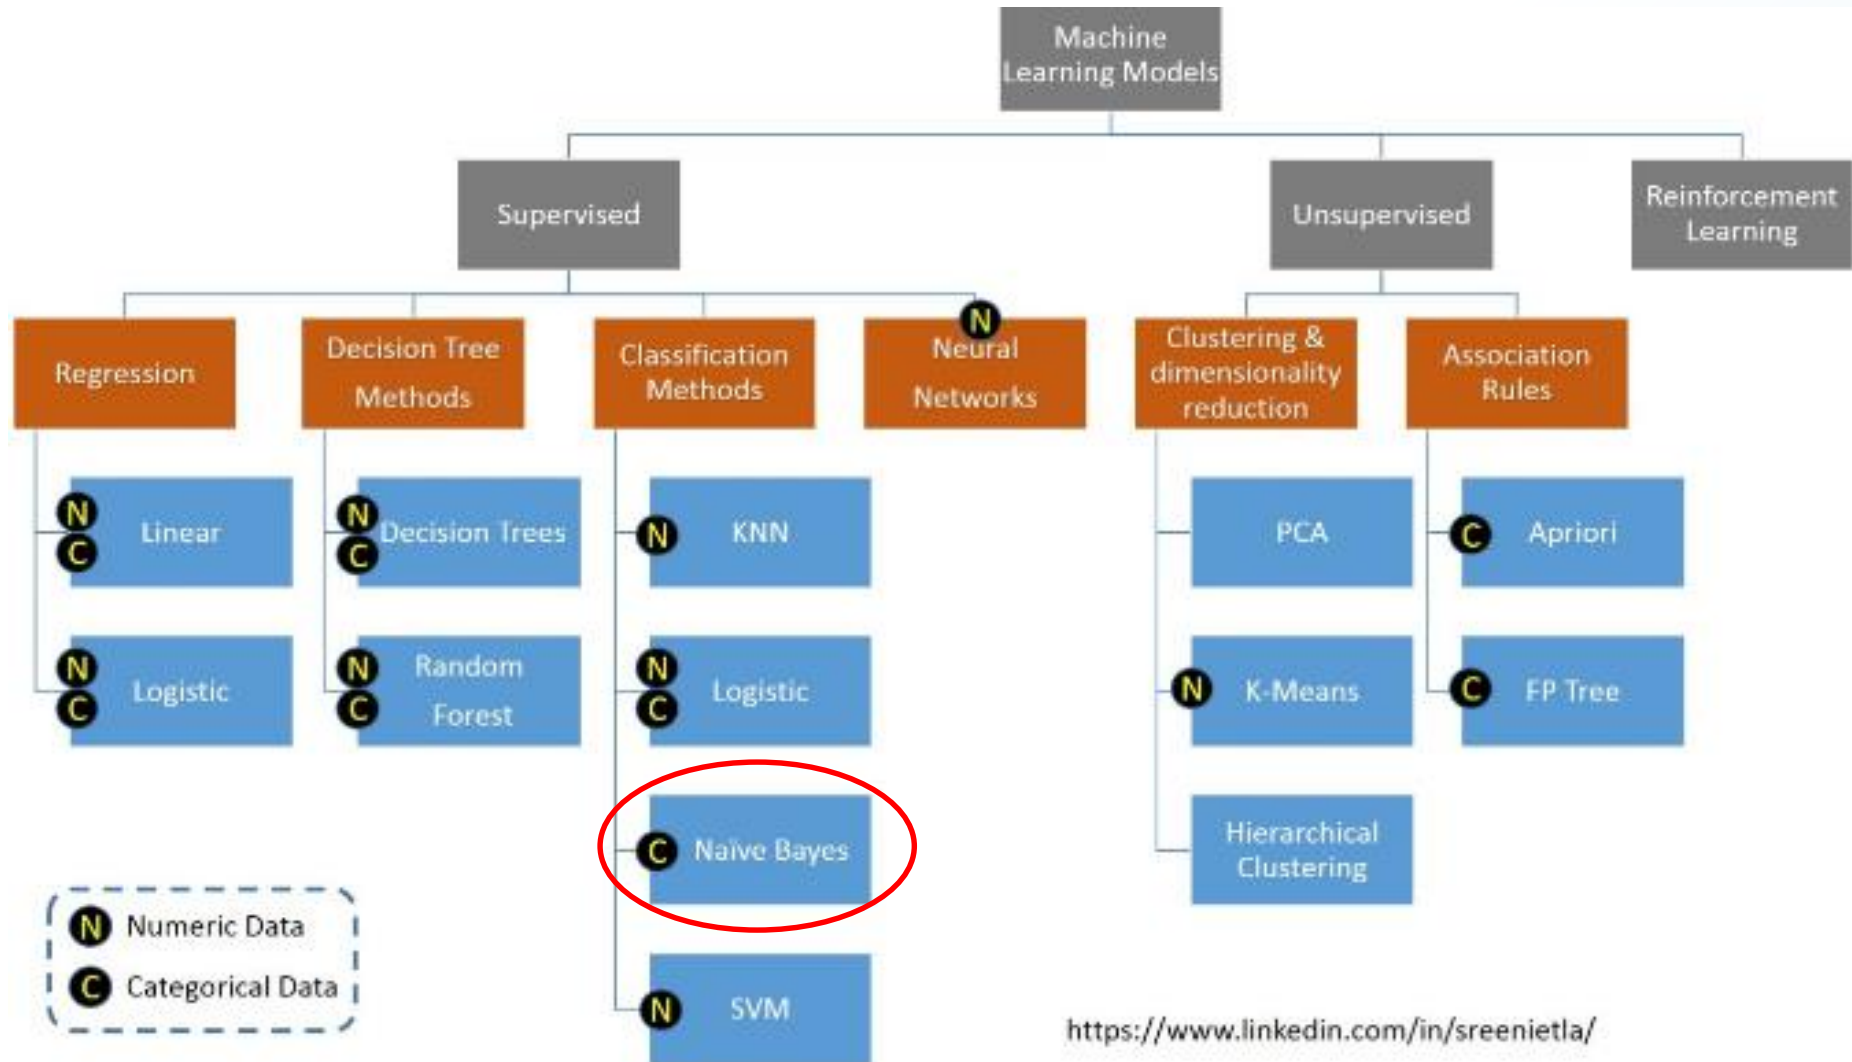 Machine
Learning Models
Supervised
Unsupervised
Reinforcement
Learning
Regression
Decision Tree
Methods
Classification
Methods
N
Neural
Networks
Clustering &
dimensionality
reduction
Association
Rules
N
C
Linear
N
C
Decision Trees
N
KNN
PCA
C
Apriori
N
C
Logistic
N
C
Random
Forest
N
C
Logistic
N
K-Means
C
FP Tree
C
Naïve Bayes
Hierarchical
Clustering
N
SVM
N
Numeric Data
C
Categorical Data
https://www.linkedin.com/in/sreenietla/